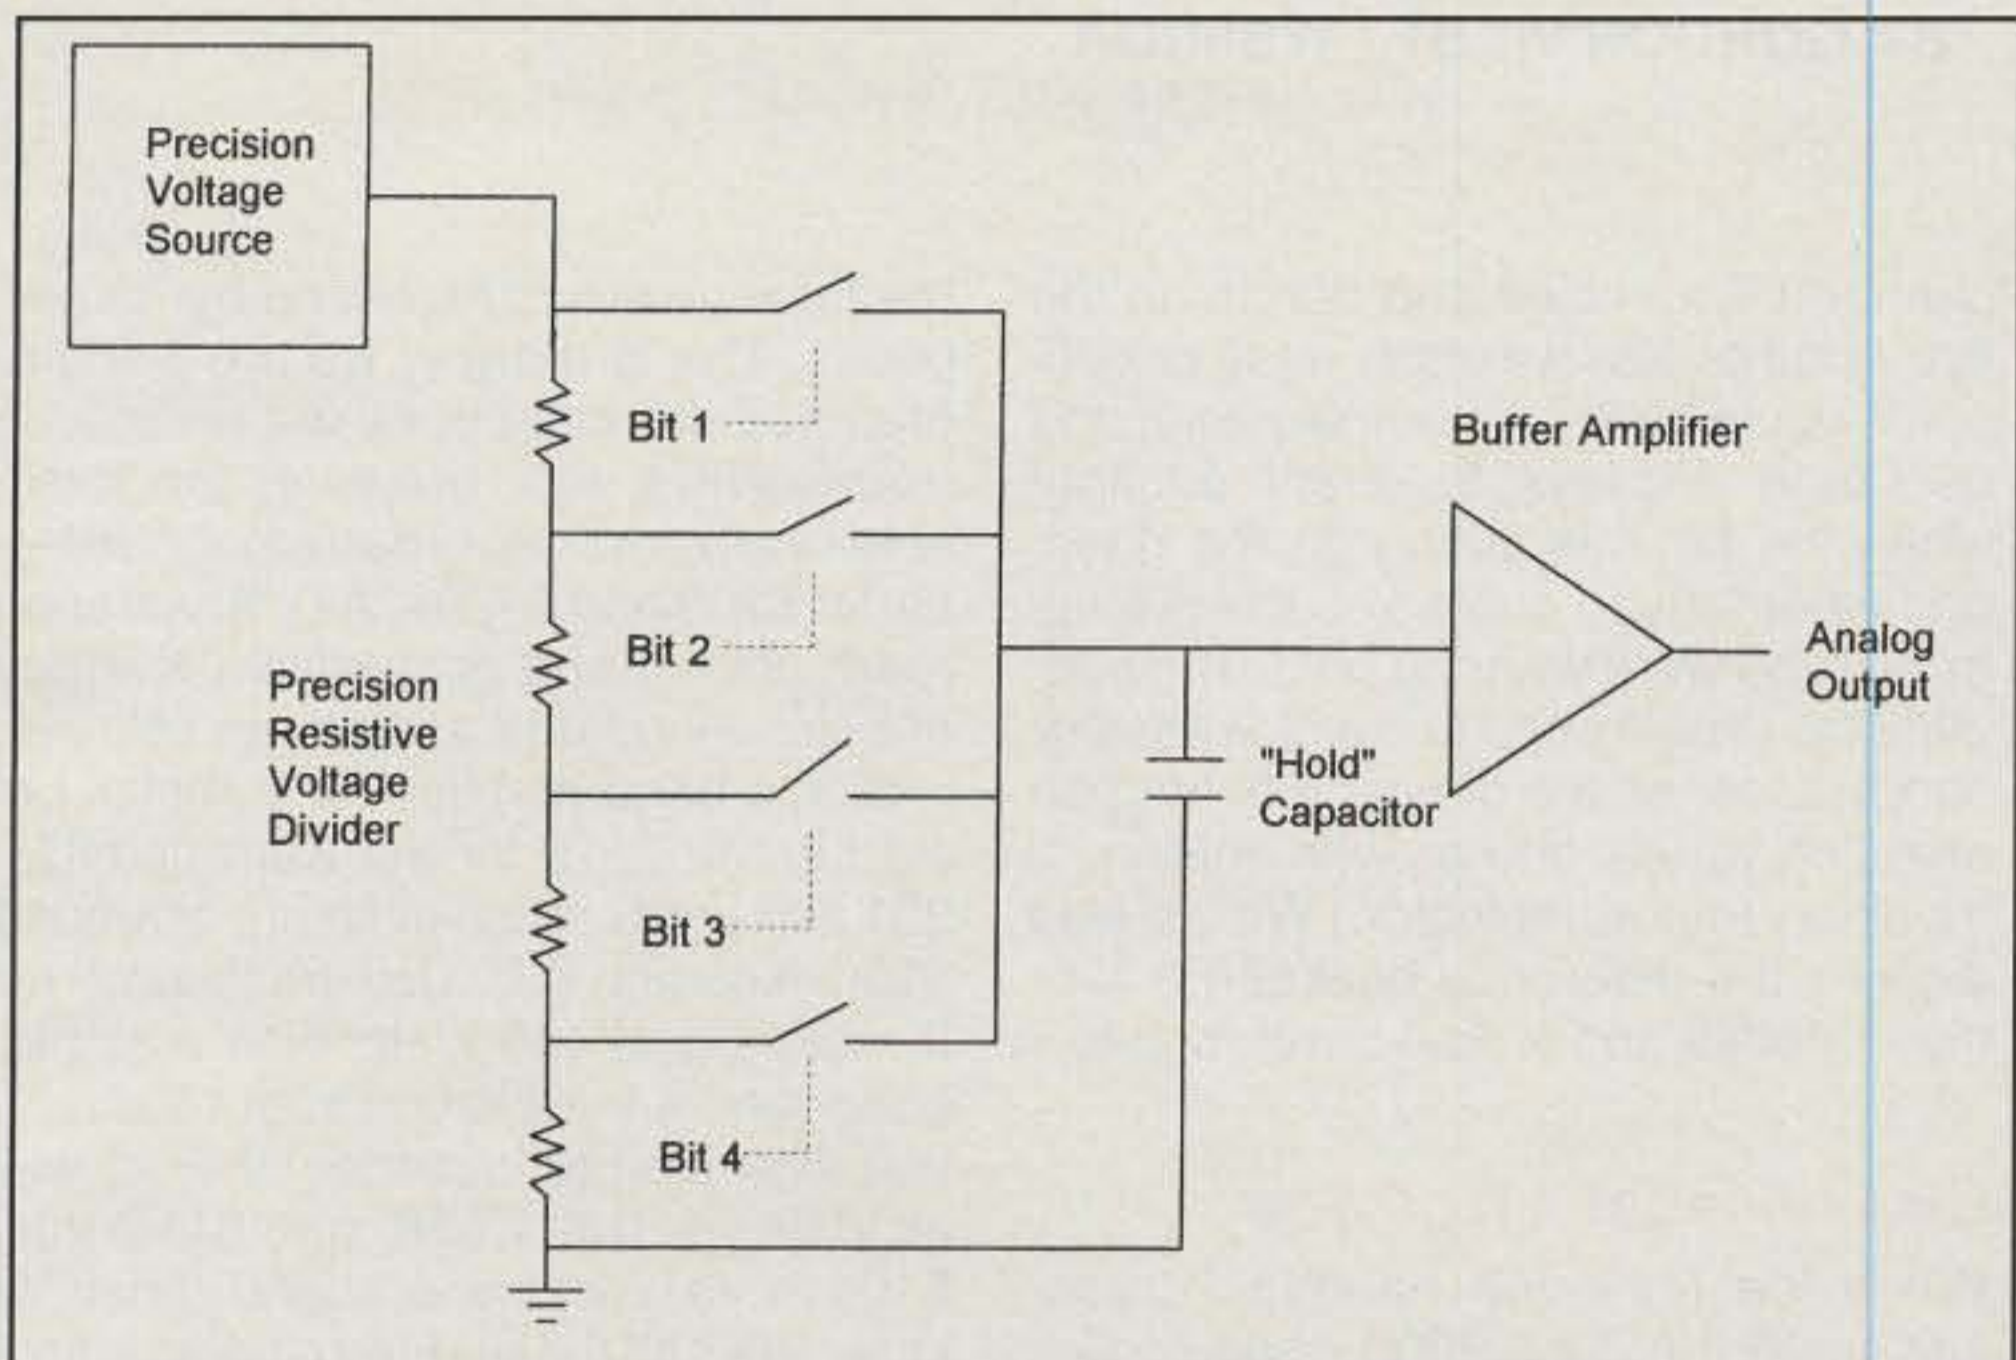 Precision
Voltage
Source
Bit 1
Buffer Amplifier
Bit 2
Analog
Output
Precision
Resistive
Voltage
Divider
"Hold"
Capacitor
Bit 3
Bit 4